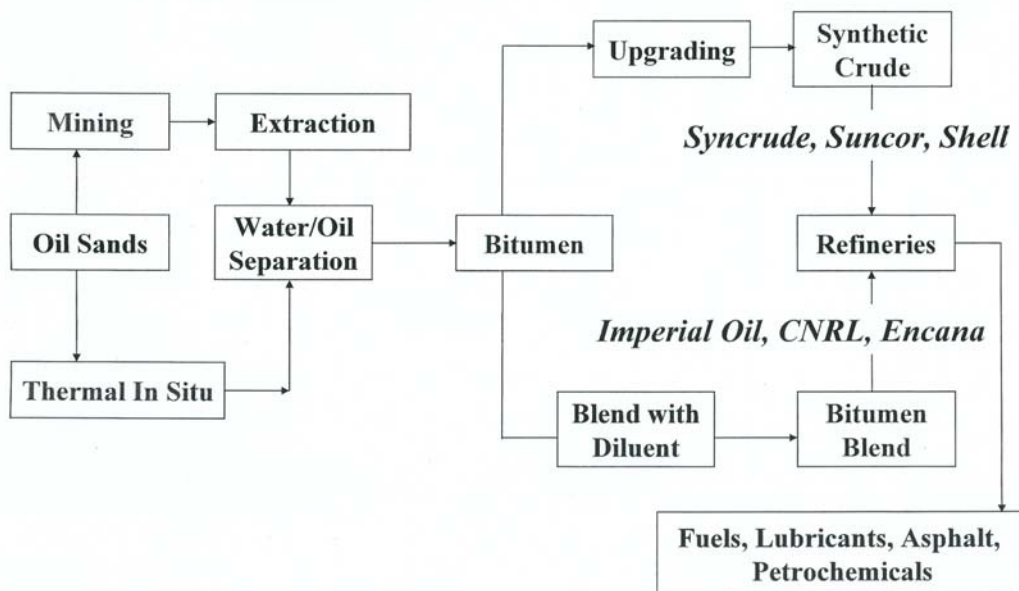 Upgrading
Synthetic
Crude
Mining
Extraction
Syncrude, Suncor, Shell
Oil Sands
Water/Oil
Separation
Bitumen
Refineries
Imperial Oil, CNRL, Encana
Thermal In Situ
Blend with
Diluent
Bitumen
Blend
Fuels, Lubricants, Asphalt,
Petrochemicals